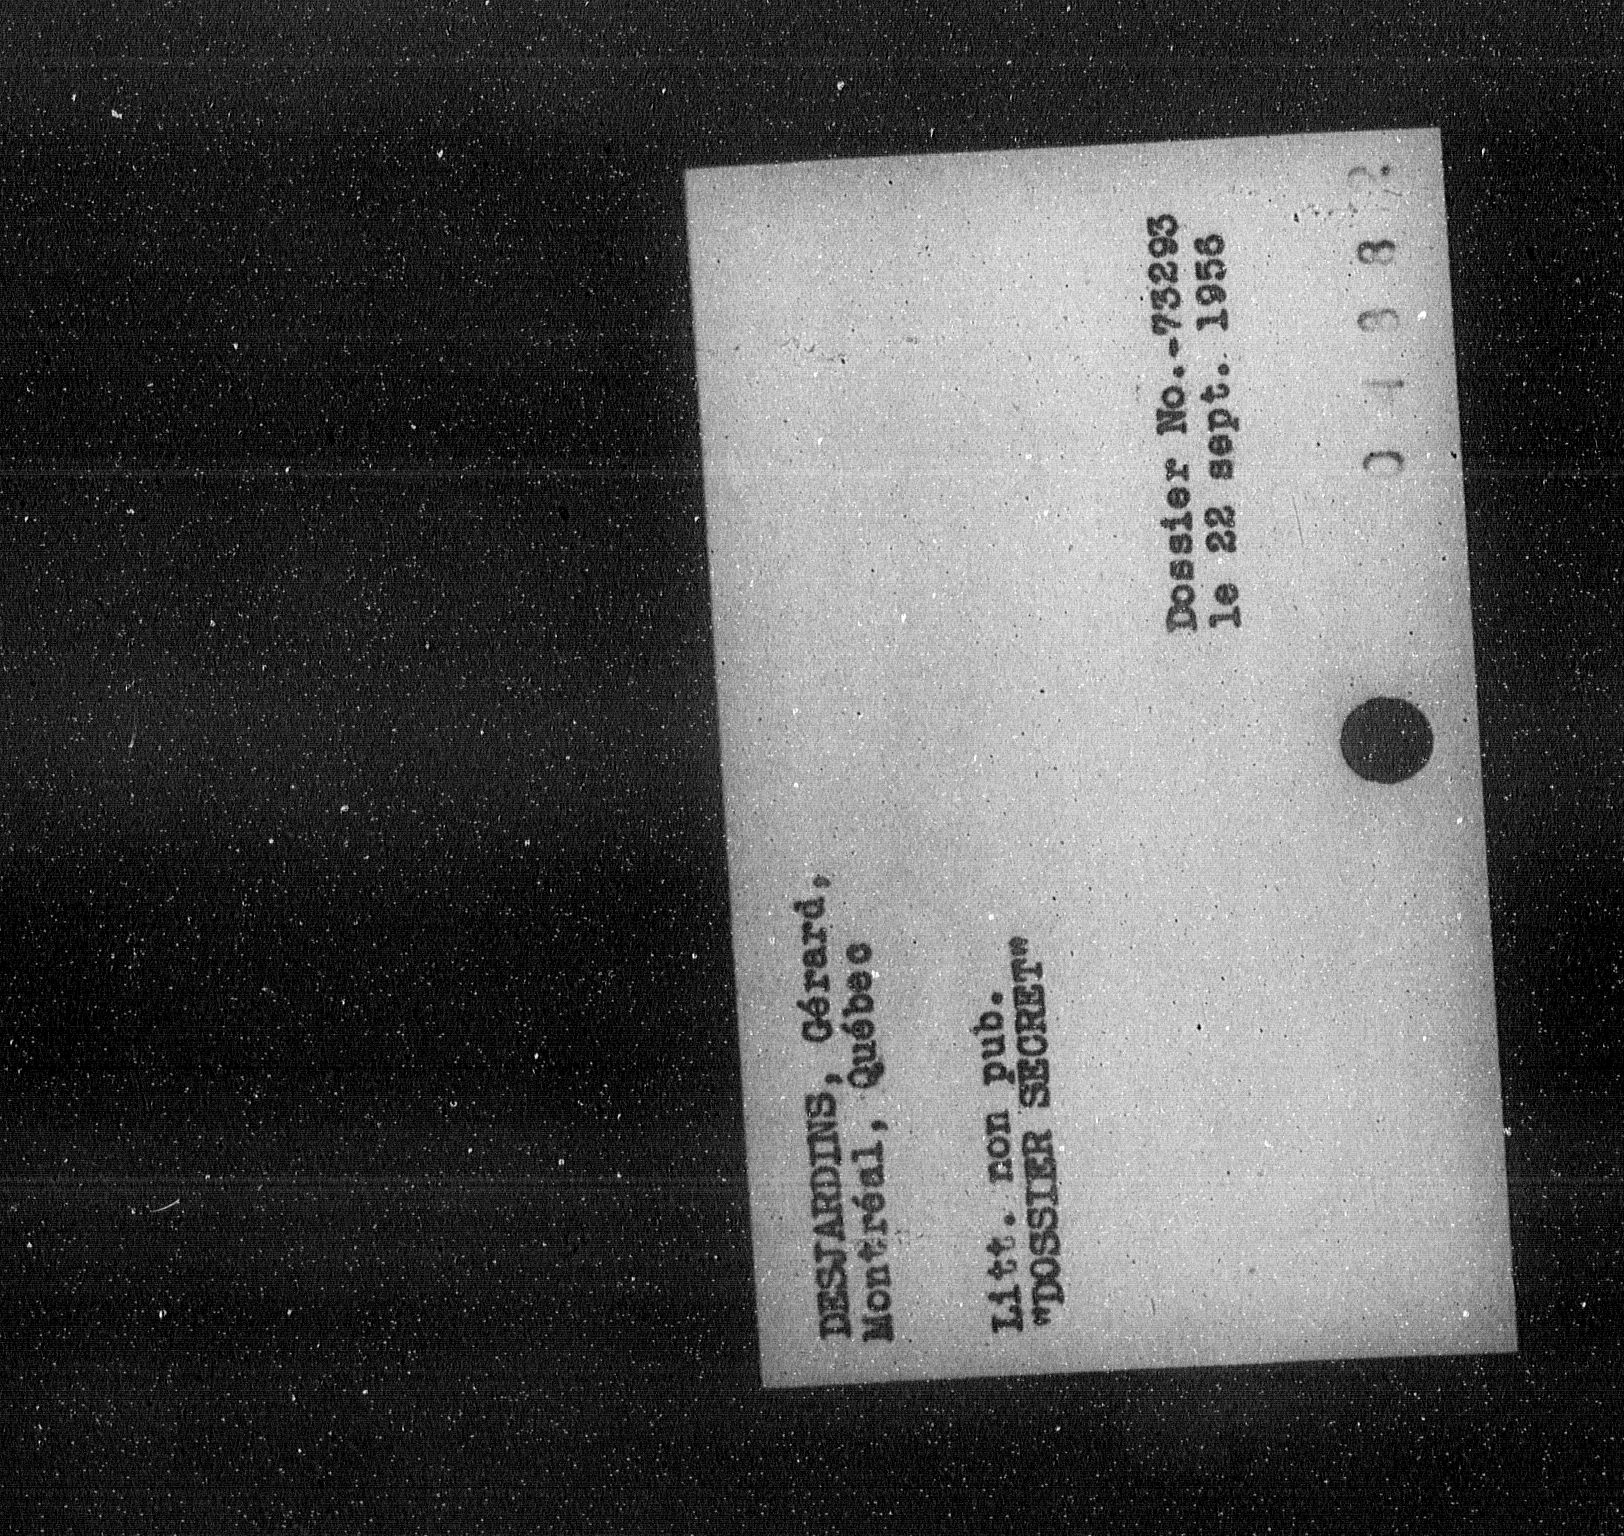 DESJARDINS, Gérard,
Montréal, Québec
Litt. non pub.
"DOSSIER SECRET"
Dossier No.-73293
le 22 sept. 1956